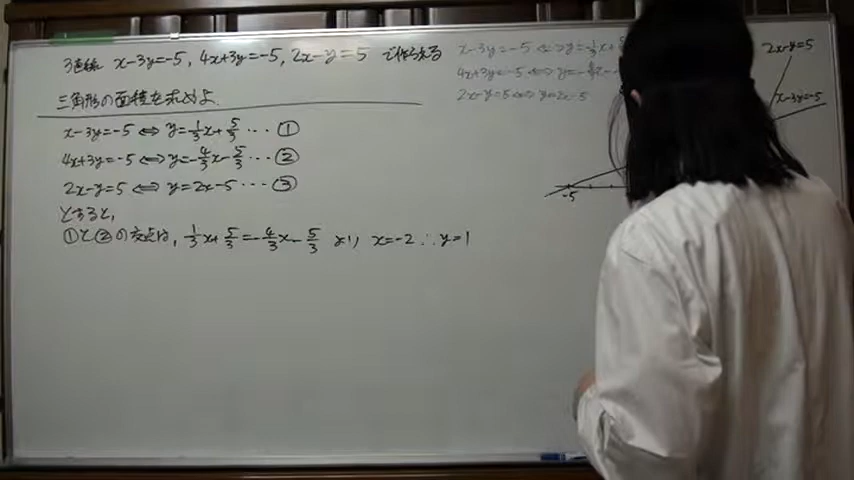 3直線 x-3y=-5, 4x+3y=-5, 2x-y=5 で作られる
三角形の面積を求めよ.
x-3y=-5 ⇔ y=1/3x+5/3 … ①
4x+3y=-5 ⇔ y=-4/3x-5/3 … ②
2x-y=5 ⇔ y=2x-5 … ③
とすると,
①と②の交点は, 1/3x+5/3=-4/3x-5/3 より, x=-2 ∴ y=1
x-3y=-5 ⇔ y=1/3x+
4x+3y=-5 ⇔ y=-4/3x-
2x-y=5 ⇔ y=2x-5
2x-y=5
x-3y=-5
-5